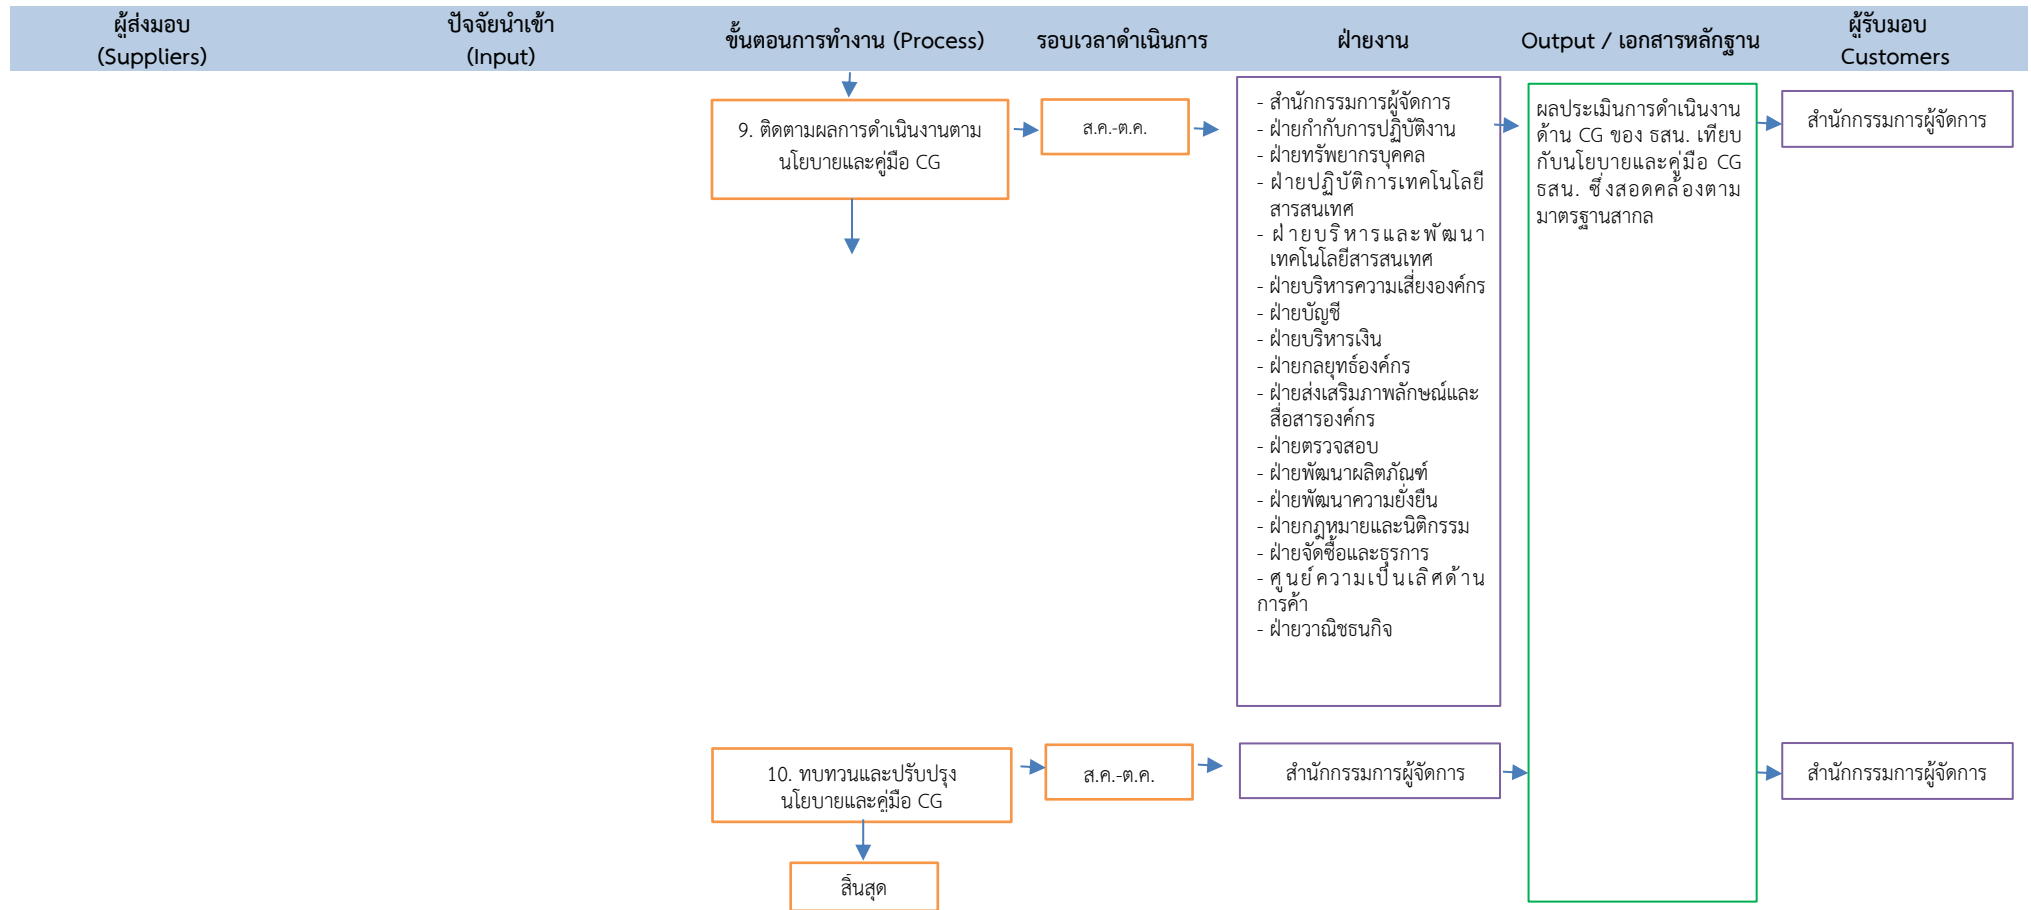 ผู้ส่งมอบ
(Suppliers)
ปัจจัยนำเข้า
(Input)
ขั้นตอนการทำงาน (Process)
รอบเวลาดำเนินการ
ฝ่ายงาน
Output / เอกสารหลักฐาน
ผู้รับมอบ
Customers
9. ติดตามผลการดำเนินงานตาม
นโยบายและคู่มือ CG
ส.ค.-ต.ค.
- สำนักกรรมการผู้จัดการ
- ฝ่ายกำกับการปฏิบัติงาน
- ฝ่ายทรัพยากรบุคคล
- ฝ่ายปฏิบัติการเทคโนโลยี
สารสนเทศ
- ฝ่ายบริหารและพัฒนา
เทคโนโลยีสารสนเทศ
- ฝ่ายบริหารความเสี่ยงองค์กร
- ฝ่ายบัญชี
- ฝ่ายบริหารเงิน
- ฝ่ายกลยุทธ์องค์กร
- ฝ่ายส่งเสริมภาพลักษณ์และ
สื่อสารองค์กร
- ฝ่ายตรวจสอบ
- ฝ่ายพัฒนาผลิตภัณฑ์
- ฝ่ายพัฒนาความยั่งยืน
- ฝ่ายกฎหมายและนิติกรรม
- ฝ่ายจัดซื้อและธุรการ
- ศูนย์ความเป็นเลิศด้าน
การค้า
- ฝ่ายวาณิชธนกิจ
ผลประเมินการดำเนินงาน
ด้าน CG ของ ธสน. เทียบ
กับนโยบายและคู่มือ CG
ธสน. ซึ่งสอดคล้องตาม
มาตรฐานสากล
สำนักกรรมการผู้จัดการ
10. ทบทวนและปรับปรุง
นโยบายและคู่มือ CG
ส.ค.-ต.ค.
สำนักกรรมการผู้จัดการ
สำนักกรรมการผู้จัดการ
สิ้นสุด